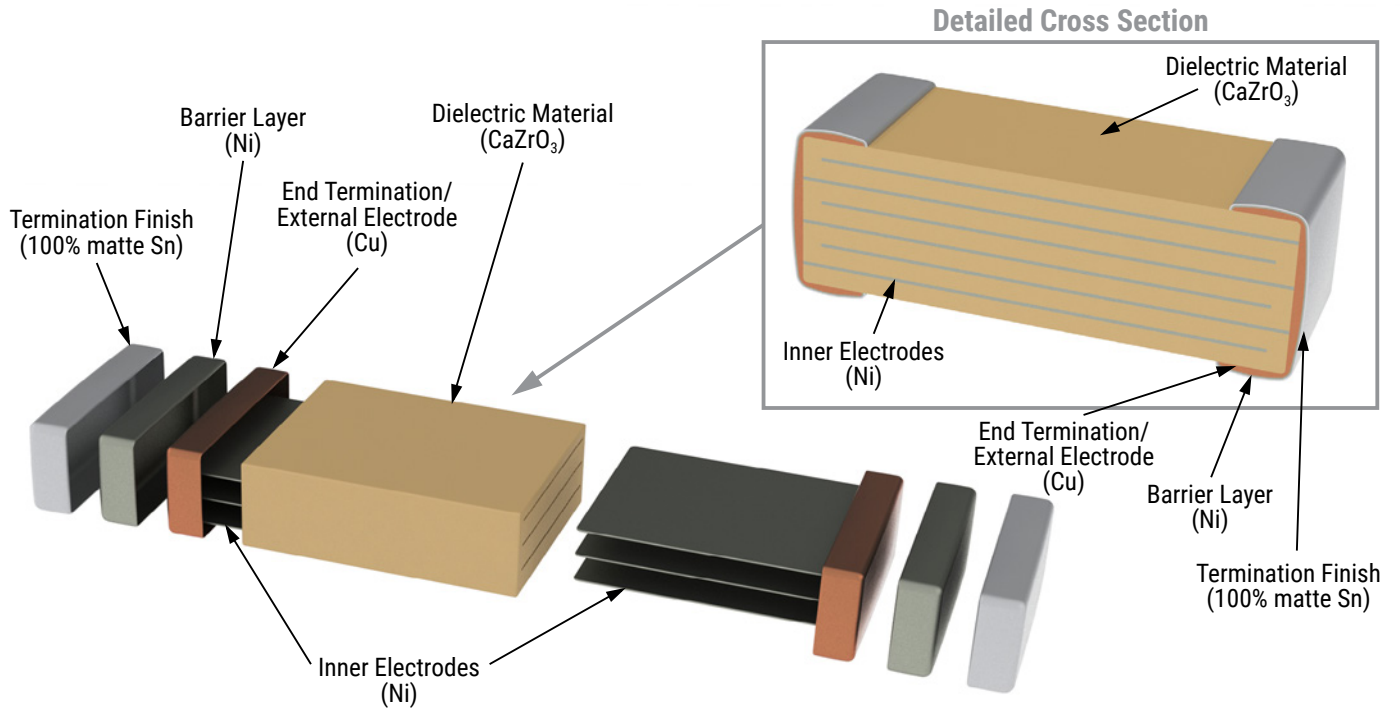 Detailed Cross Section
Dielectric Material
(CaZrO₃)
Inner Electrodes
(Ni)
End Termination/
External Electrode
(Cu)
Barrier Layer
(Ni)
Termination Finish
(100% matte Sn)
Barrier Layer
(Ni)
Dielectric Material
(CaZrO₃)
End Termination/
External Electrode
(Cu)
Termination Finish
(100% matte Sn)
Inner Electrodes
(Ni)